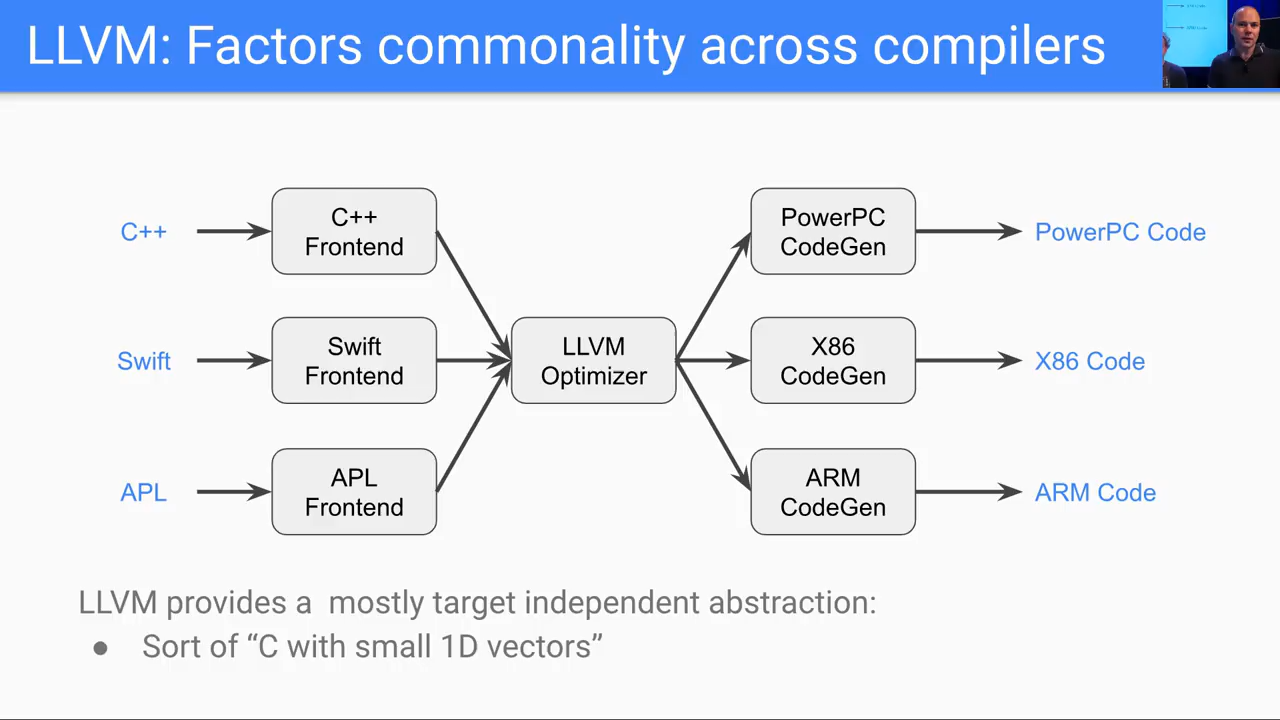 LLVM: Factors commonality across compilers
C++
C++
Frontend
PowerPC
CodeGen
PowerPC Code
Swift
Swift
Frontend
LLVM
Optimizer
X86
CodeGen
X86 Code
APL
APL
Frontend
ARM
CodeGen
ARM Code
LLVM provides a mostly target independent abstraction:
● Sort of “C with small 1D vectors”